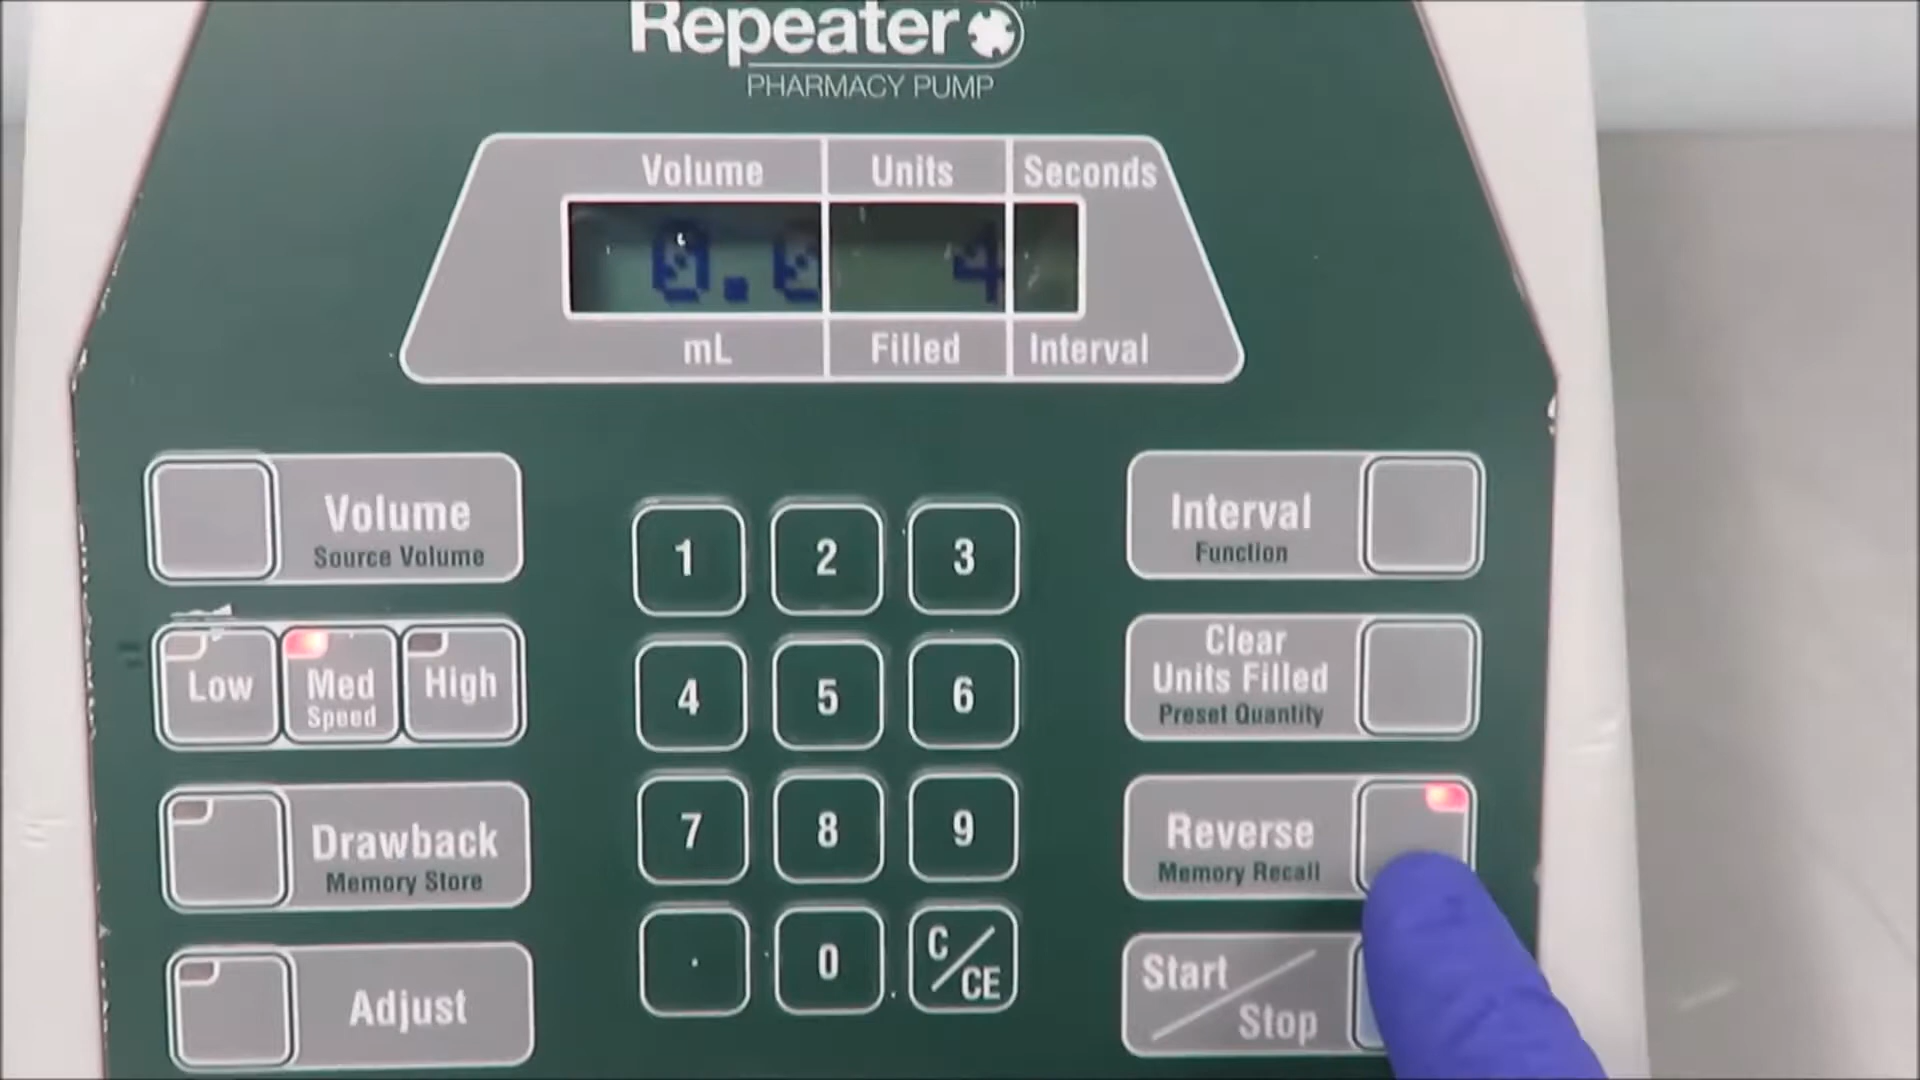 Repeater
PHARMACY PUMP
Volume Units Seconds
0.0 4
mL Filled Interval
Volume
Source Volume
Low
Med
Speed
High
Drawback
Memory Store
Adjust
1 2 3
4 5 6
7 8 9
. 0 C/CE
Interval
Function
Clear
Units Filled
Preset Quantity
Reverse
Memory Recall
Start/
Stop